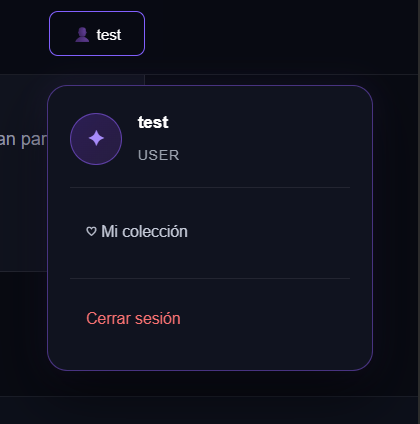 test
an par
test
USER
♡ Mi colección
Cerrar sesión